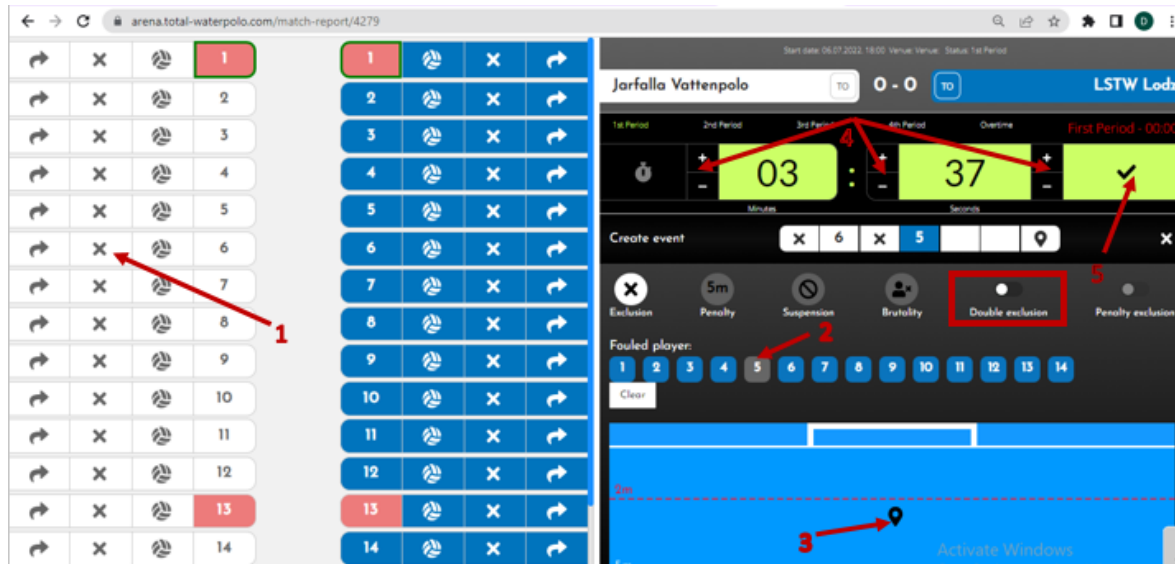 arena.total-waterpolo.com/match-report/4279
D
1 1
2 2
3 3
4 4
5 5
6 6
7 7
8 8
9 9
10 10
11 11
12 12
13 13
14 14
1
Start date: 06.07.2022. 18:00 Venue: Venue: Status: 1st Period
Jarfalla Vattenpolo TO 0 - 0 TO LSTW Lodz
1st Period 2nd Period 3rd Period 4th Period Overtime First Period - 00:00
4
+ 03 : + 37 +
- - -
Minutes Seconds
Create event 6 5
5
5m
Exclusion Penalty Suspension Brutality Double exclusion Penalty exclusion
2
Fouled player:
1 2 3 4 5 6 7 8 9 10 11 12 13 14
Clear
2m
3
Activate Windows